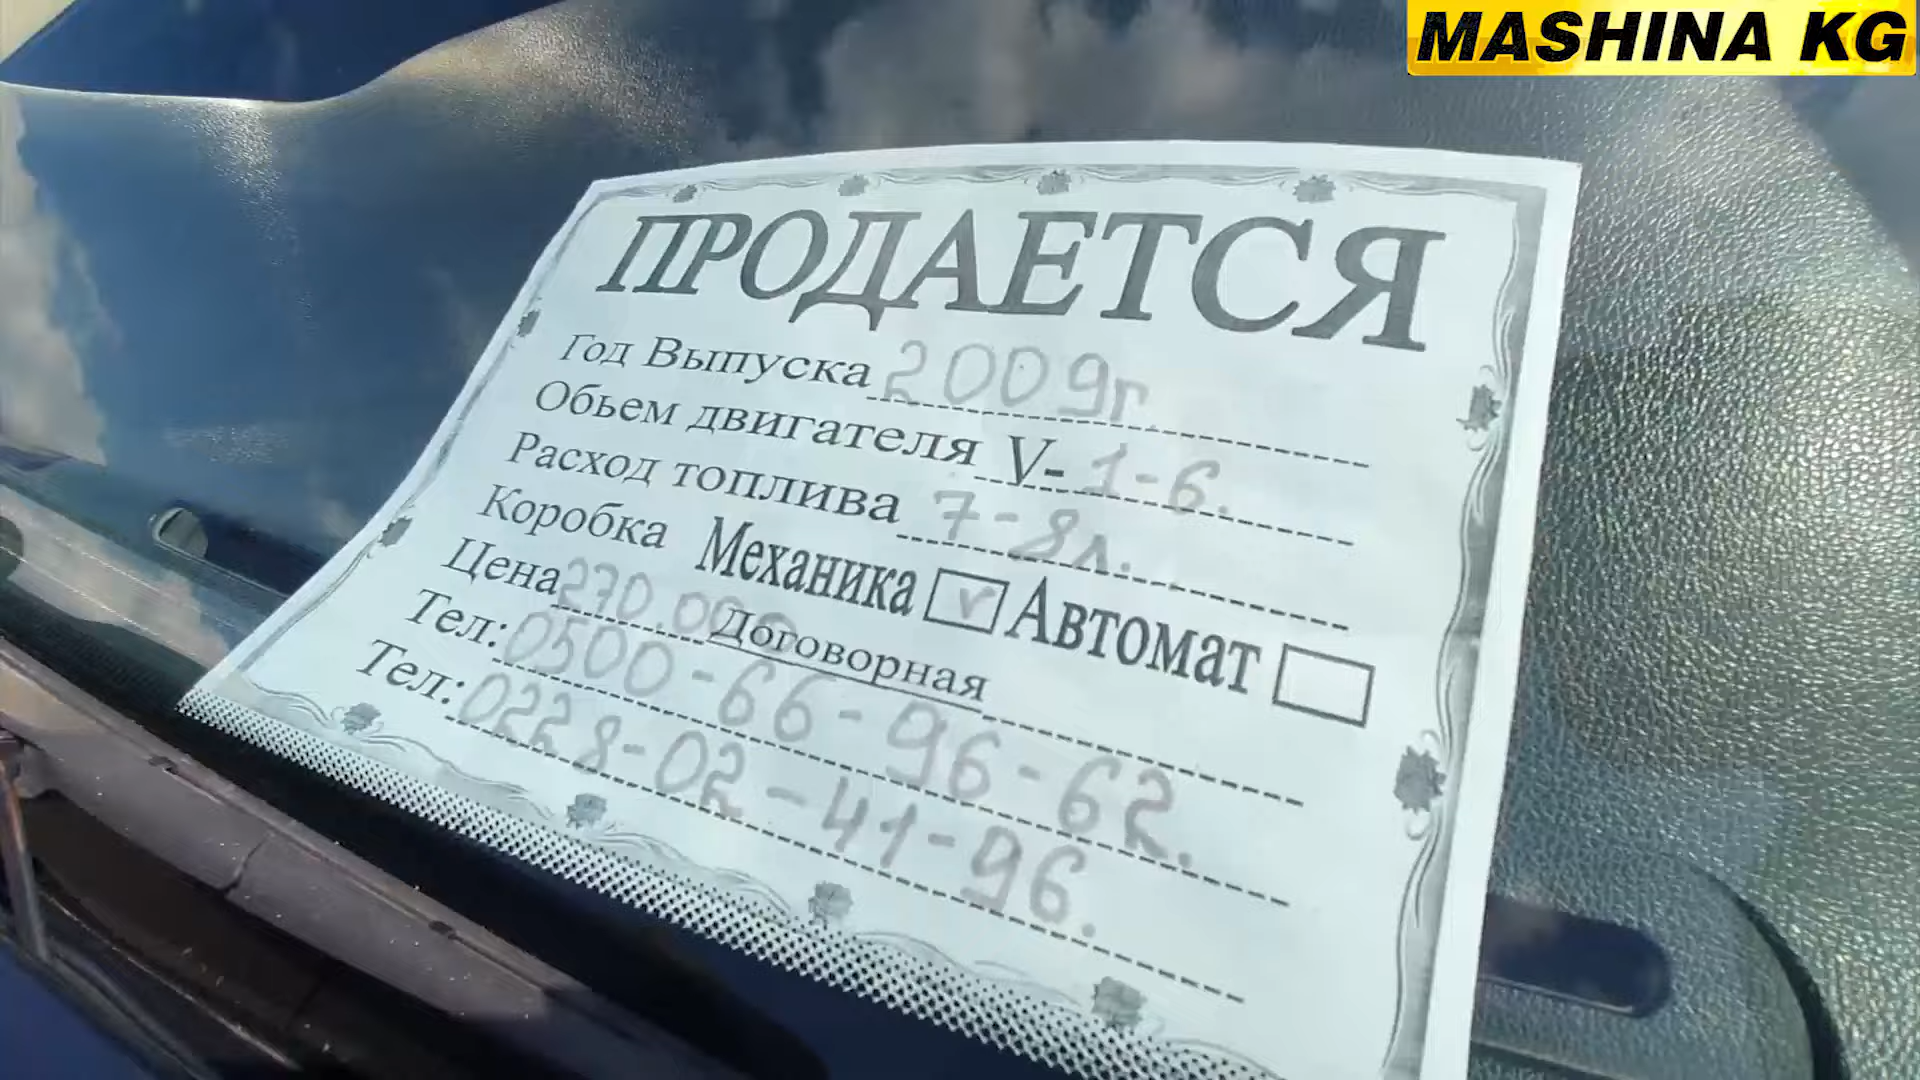 MASHINA KG
ПРОДАЕТСЯ
Год Выпуска 2009г.
Обьем двигателя V- 1-6.
Расход топлива 7-8л.
Коробка Механика v Автомат
Цена 270.000 Договорная
Тел: 0500-66-96-62.
Тел: 0228-02-41-96.